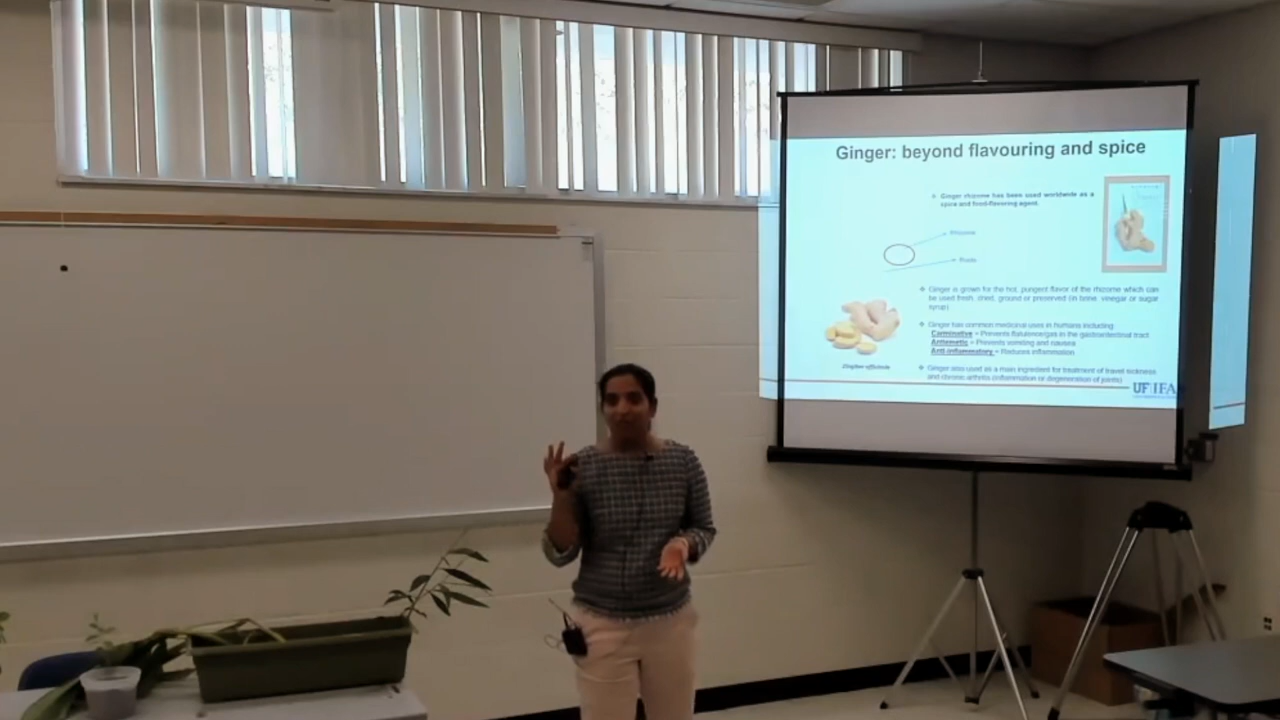 Ginger: beyond flavouring and spice
❖ Ginger rhizome has been used worldwide as a
spice and food-flavoring agent.
Rhizome
Roots
❖ Ginger is grown for the hot, pungent flavor of the rhizome which can
be used fresh, dried, ground or preserved (in brine, vinegar or sugar
syrup)
❖ Ginger has common medicinal uses in humans including
Carminative = Prevents flatulence/gas in the gastrointestinal tract
Antiemetic = Prevents vomiting and nausea
Anti-inflammatory = Reduces inflammation
Zingiber officinale
❖ Ginger also used as a main ingredient for treatment of travel sickness
and chronic arthritis (inflammation or degeneration of joints)
UF IFA